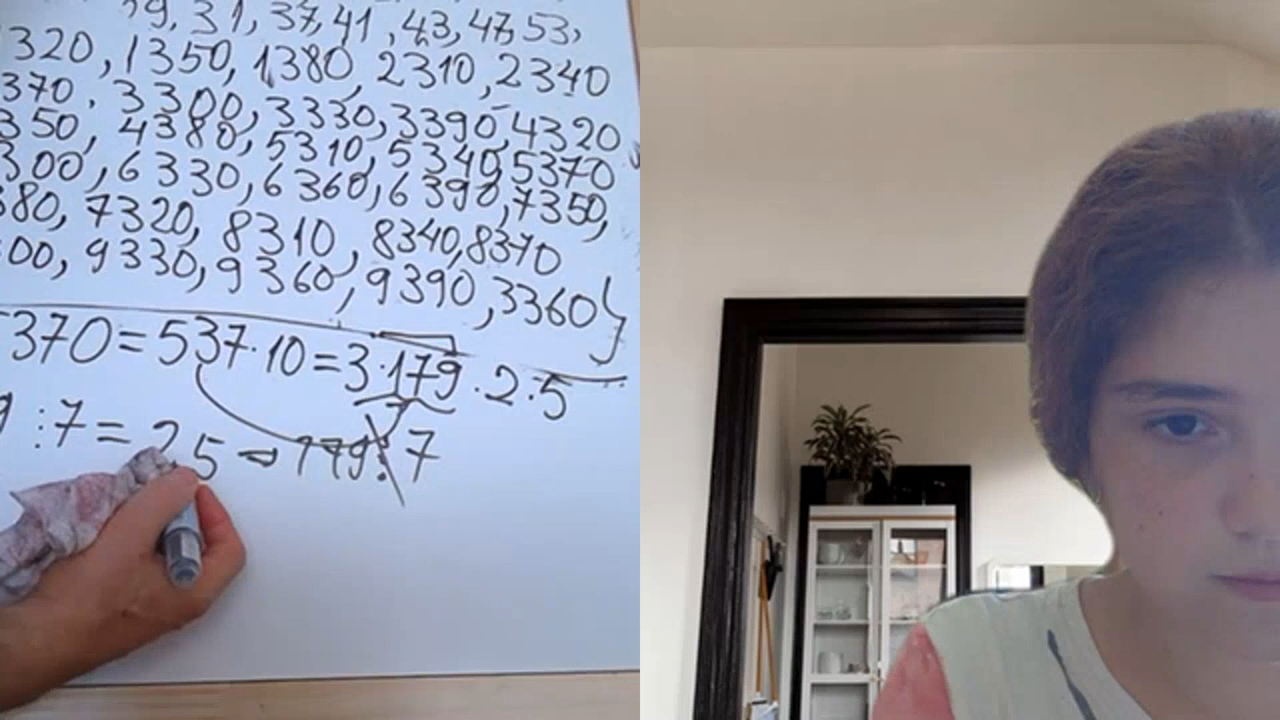 29, 31, 37, 41, 43, 47, 53,
320, 1350, 1380, 2310, 2340
370, 3300, 3330, 3390, 4320
350, 4380, 5310, 5340, 5370
300, 6330, 6360, 6390, 7350,
380, 7320, 8310, 8340, 8370
00, 9330, 9360, 9390, 3360}
5370 = 537·10 = 3·179·2·5
:7 = 25 ⇒ 179⋮7